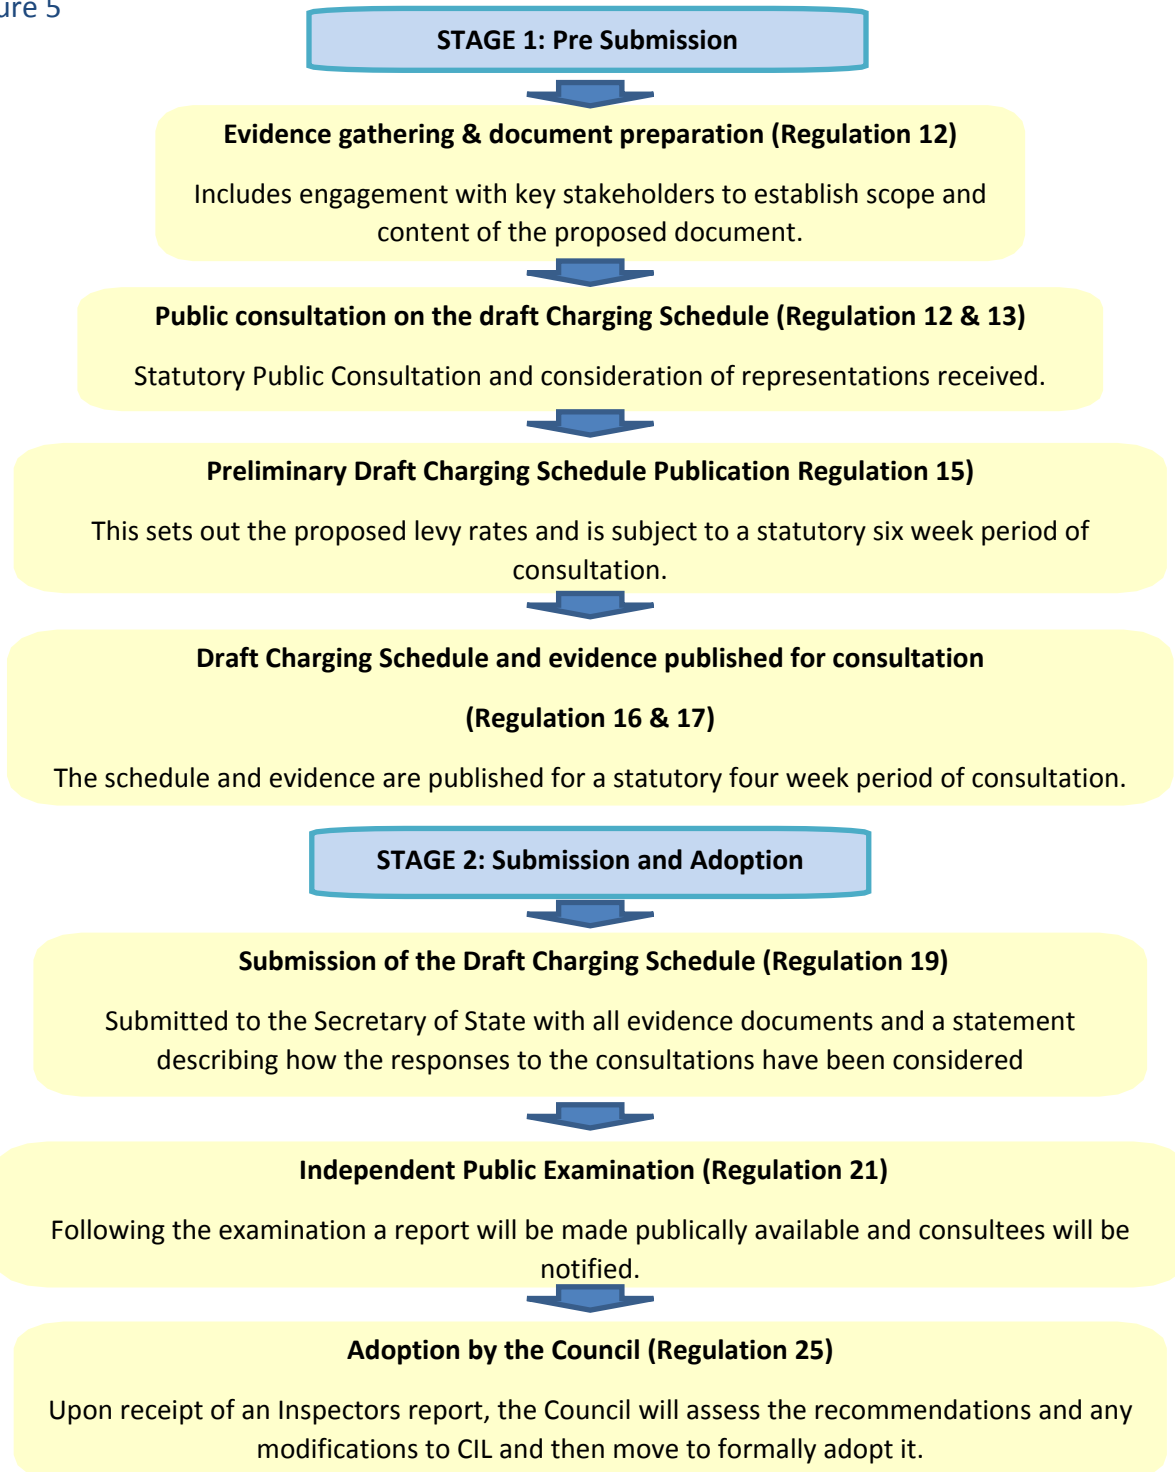 5
STAGE 1: Pre Submission
Evidence gathering & document preparation (Regulation 12)
Includes engagement with key stakeholders to establish scope and
content of the proposed document.
Public consultation on the draft Charging Schedule (Regulation 12 & 13)
Statutory Public Consultation and consideration of representations received.
Preliminary Draft Charging Schedule Publication Regulation 15)
This sets out the proposed levy rates and is subject to a statutory six week period of
consultation.
Draft Charging Schedule and evidence published for consultation
(Regulation 16 & 17)
The schedule and evidence are published for a statutory four week period of consultation.
STAGE 2: Submission and Adoption
Submission of the Draft Charging Schedule (Regulation 19)
Submitted to the Secretary of State with all evidence documents and a statement
describing how the responses to the consultations have been considered
Independent Public Examination (Regulation 21)
Following the examination a report will be made publically available and consultees will be
notified.
Adoption by the Council (Regulation 25)
Upon receipt of an Inspectors report, the Council will assess the recommendations and any
modifications to CIL and then move to formally adopt it.